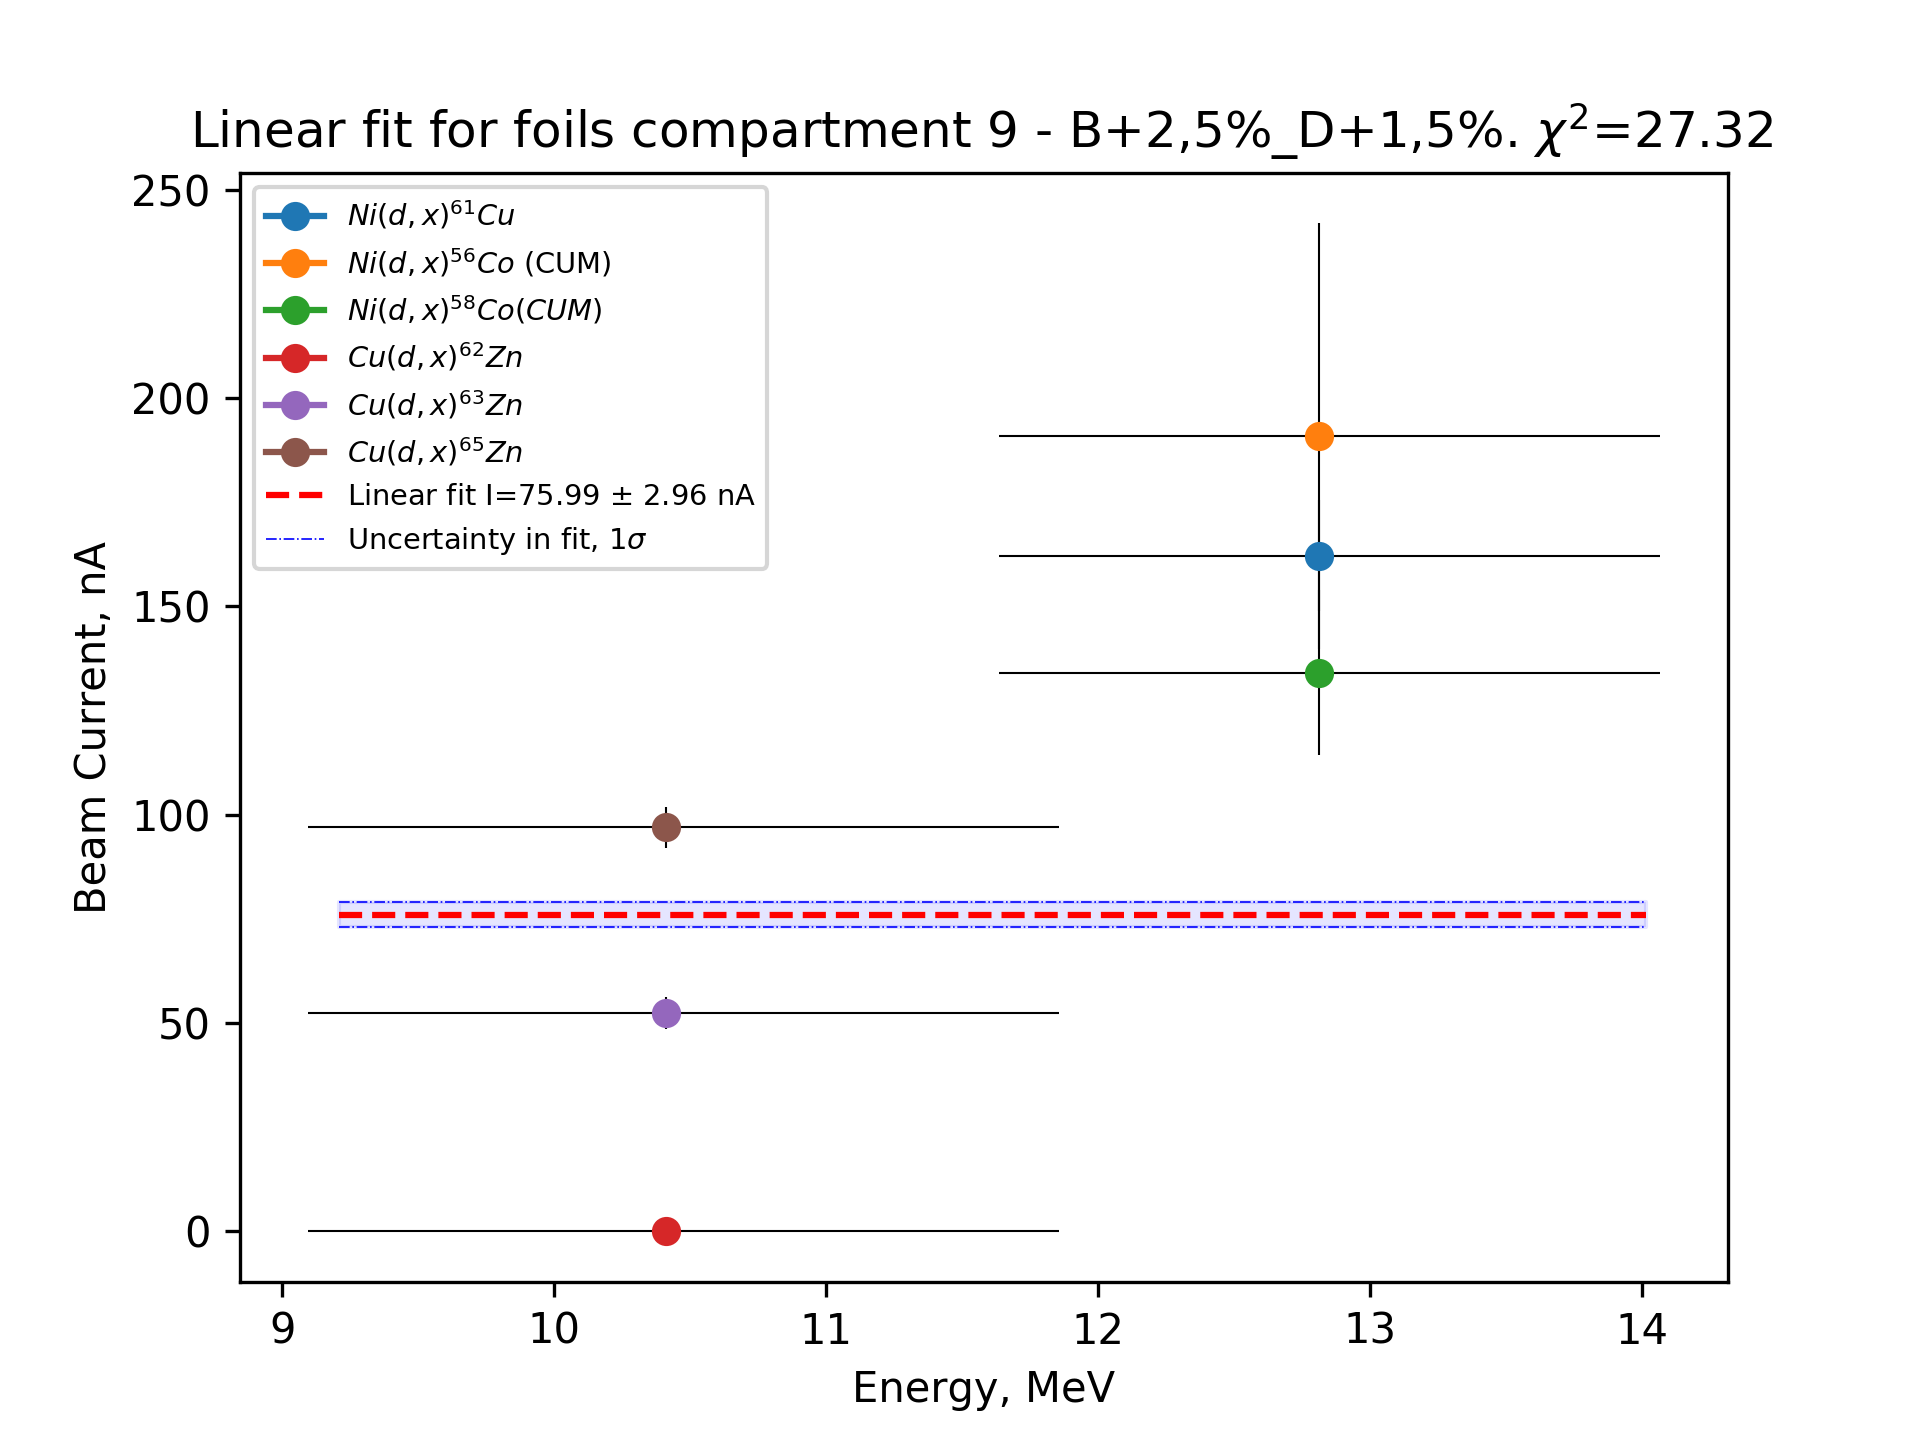 Linear fit for foils compartment 9 - B+2,5%_D+1,5%. χ²=27.32
250
200
150
100
50
0
Beam Current, nA
Ni(d, x)⁶¹Cu
Ni(d, x)⁵⁶Co (CUM)
Ni(d, x)⁵⁸Co(CUM)
Cu(d, x)⁶²Zn
Cu(d, x)⁶³Zn
Cu(d, x)⁶⁵Zn
Linear fit I=75.99 ± 2.96 nA
Uncertainty in fit, 1σ
9 10 11 12 13 14
Energy, MeV